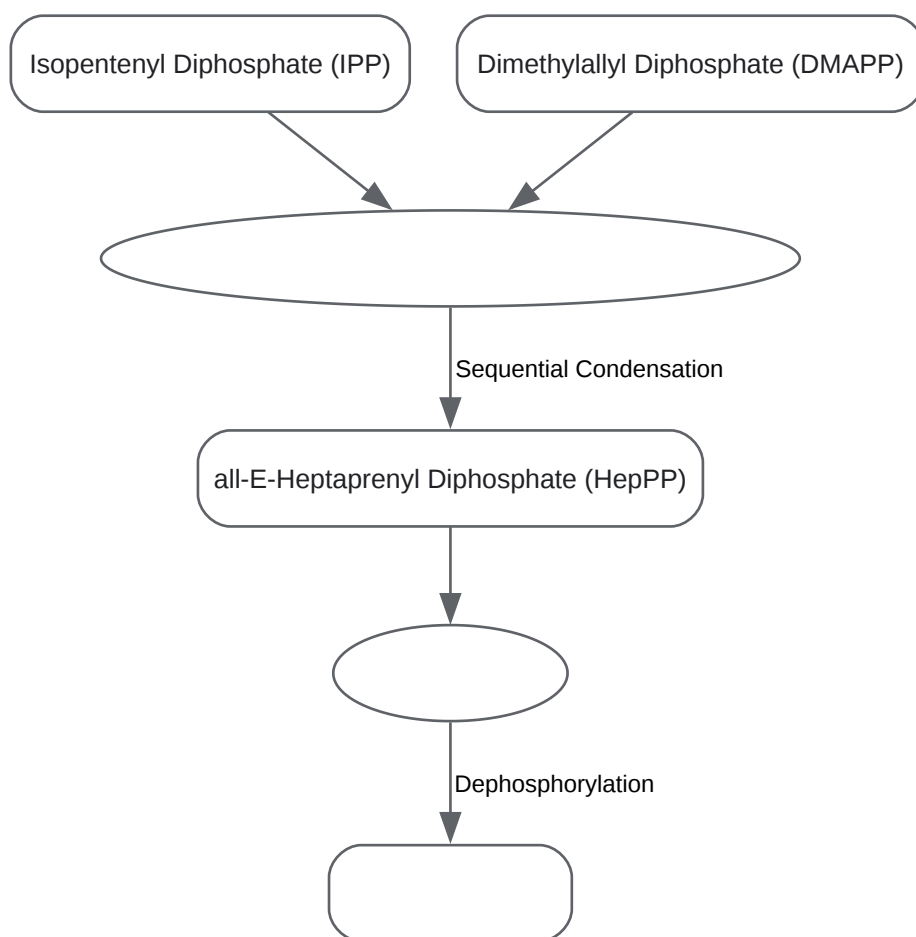 Isopentenyl Diphosphate (IPP)
Dimethylallyl Diphosphate (DMAPP)
Sequential Condensation
all-E-Heptaprenyl Diphosphate (HepPP)
Dephosphorylation